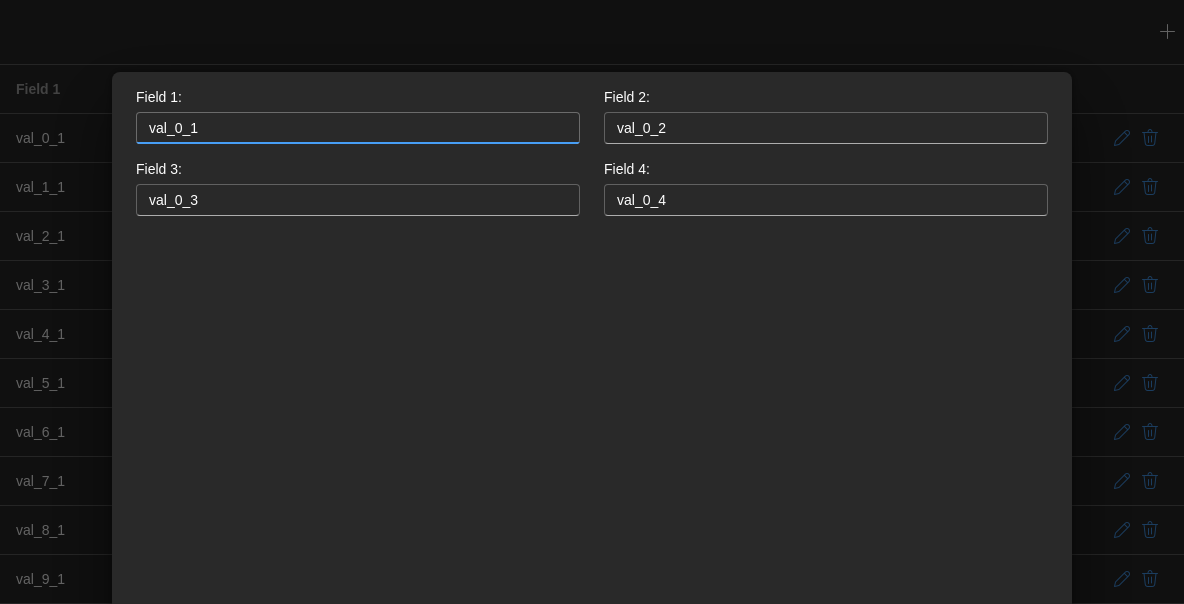 Field 1
Field 1: Field 2:
val_0_1 val_0_1 val_0_2
Field 3: Field 4:
val_1_1 val_0_3 val_0_4
val_2_1
val_3_1
val_4_1
val_5_1
val_6_1
val_7_1
val_8_1
val_9_1